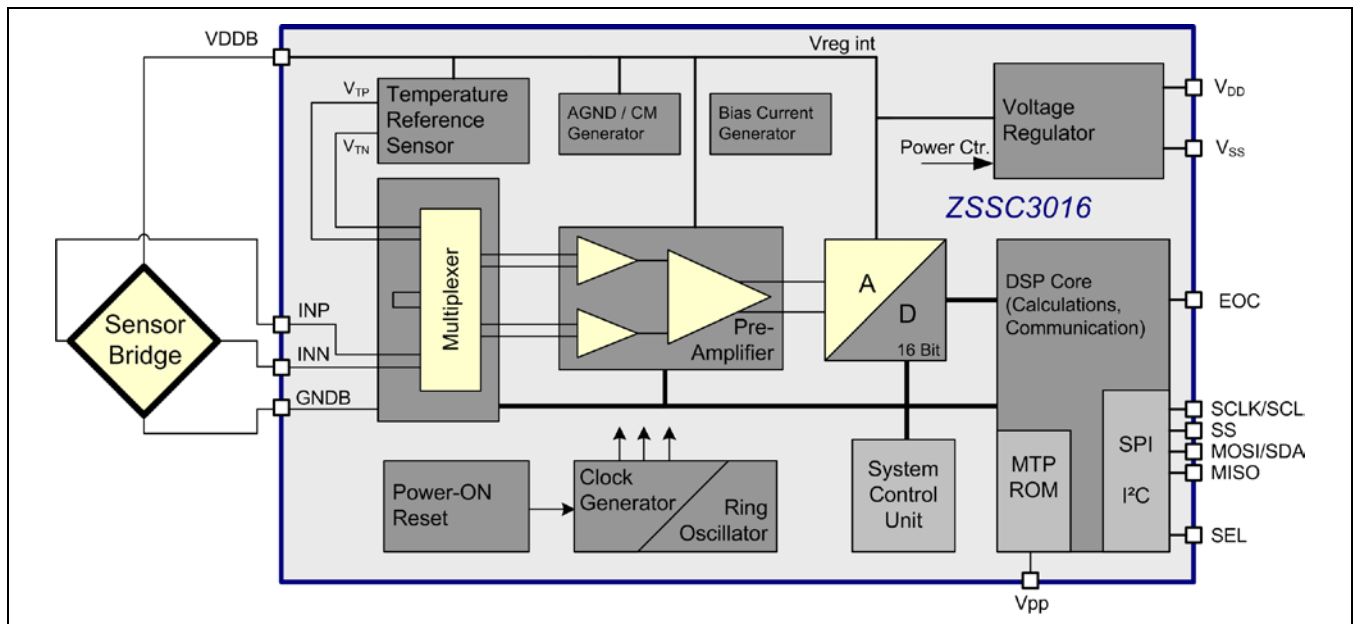 VDDB
Vreg int
VTP
Temperature
Reference
Sensor
VTN
AGND / CM
Generator
Bias Current
Generator
Voltage
Regulator
VDD
VSS
Power Ctr.
ZSSC3016
Multiplexer
Pre-
Amplifier
A
D
16 Bit
DSP Core
(Calculations,
Communication)
EOC
Sensor
Bridge
INP
INN
GNDB
SCLK/SCL
SS
MOSI/SDA
MISO
SEL
SPI
I²C
MTP
ROM
Power-ON
Reset
Clock
Generator
Ring
Oscillator
System
Control
Unit
Vpp